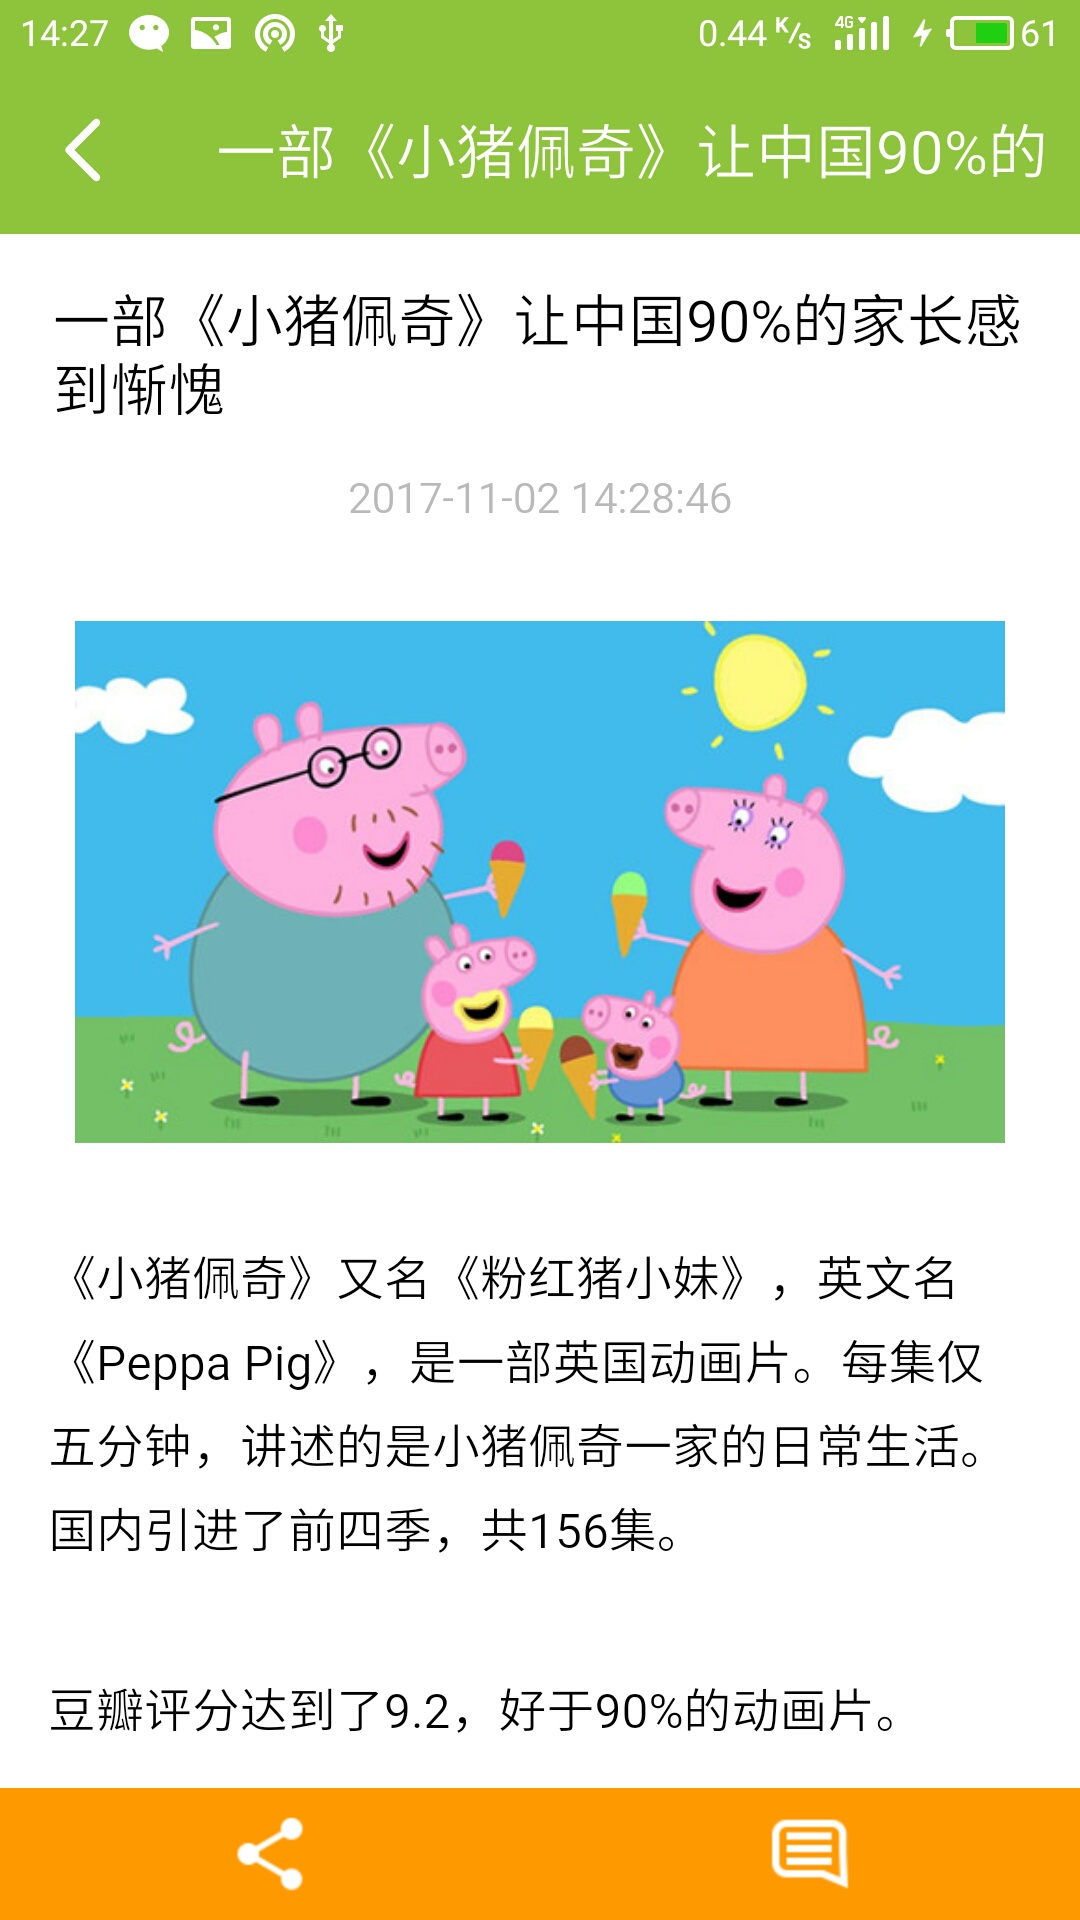 14:27 0.44 K/s 4G 61
一部《小猪佩奇》让中国90%的
一部《小猪佩奇》让中国90%的家长感
到惭愧
2017-11-02 14:28:46
《小猪佩奇》又名《粉红猪小妹》，英文名
《Peppa Pig》，是一部英国动画片。每集仅
五分钟，讲述的是小猪佩奇一家的日常生活。
国内引进了前四季，共156集。
豆瓣评分达到了9.2，好于90%的动画片。